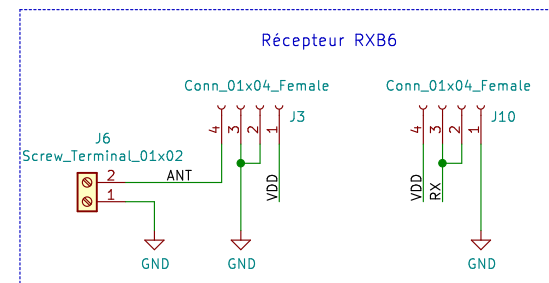 Récepteur RXB6
Conn_01x04_Female
Conn_01x04_Female
J3
J10
4
3
2
1
4
3
2
1
J6
Screw_Terminal_01x02
2
ANT
1
VDD
VDD
RX
GND
GND
GND